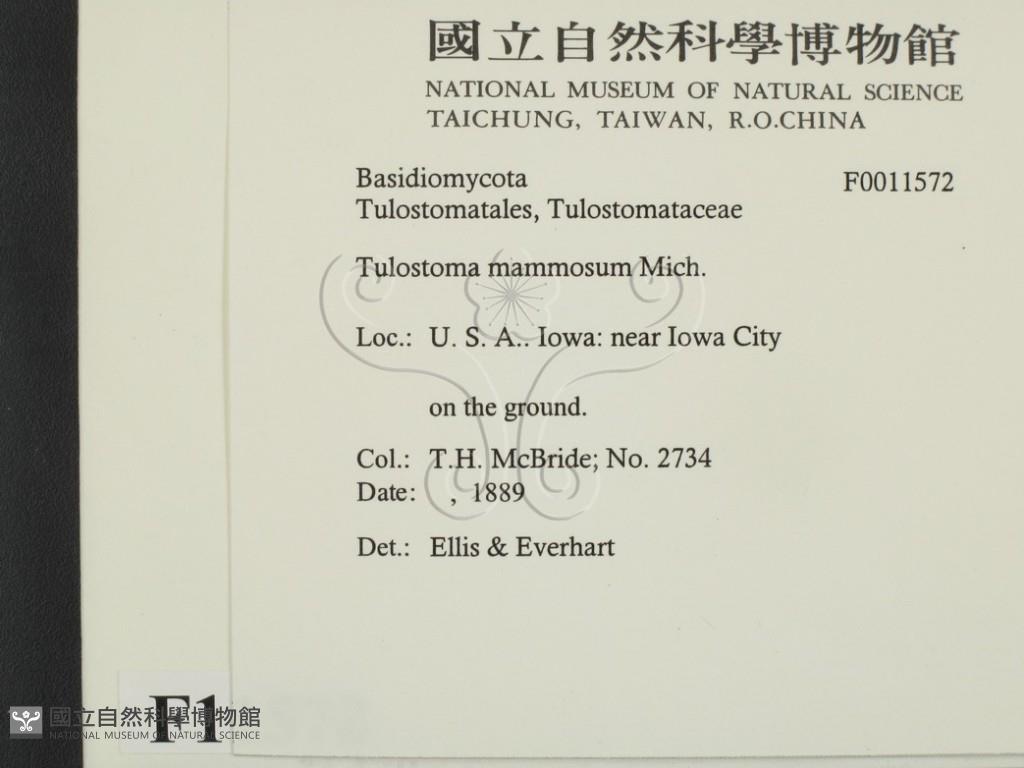 國立自然科學博物館
NATIONAL MUSEUM OF NATURAL SCIENCE
TAICHUNG, TAIWAN, R.O.CHINA
Basidiomycota F0011572
Tulostomatales, Tulostomataceae
Tulostoma mammosum Mich.
Loc.: U. S. A.. Iowa: near Iowa City
on the ground.
Col.: T.H. McBride; No. 2734
Date: , 1889
Det.: Ellis & Everhart
F1
國立自然科學博物館
NATIONAL MUSEUM OF NATURAL SCIENCE